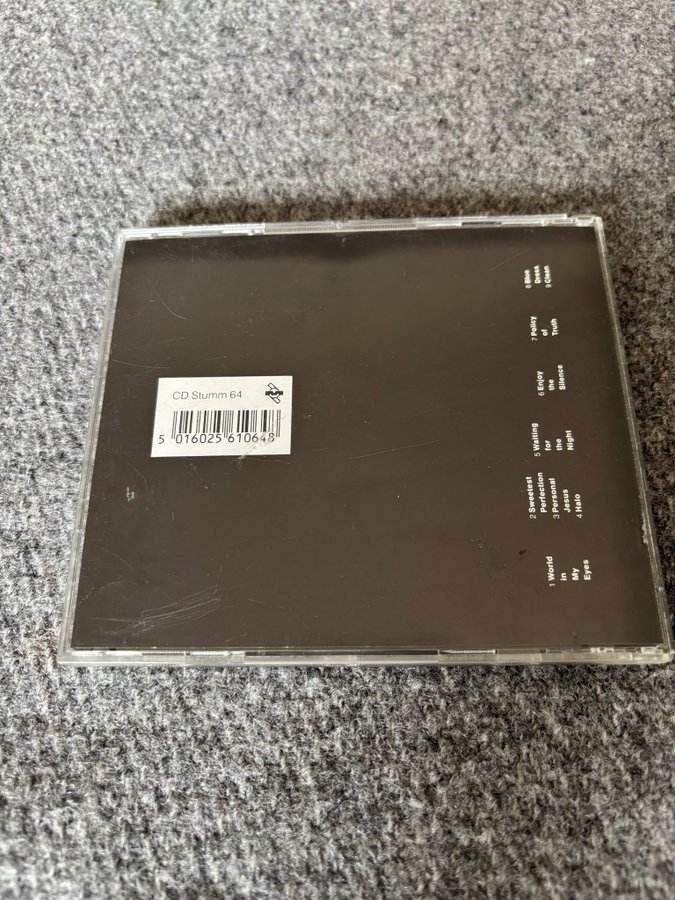 CD Stumm 64
5 016025 610648
1 World
in
My
Eyes
2 Sweetest
Perfection
3 Personal
Jesus
4 Halo
5 Waiting
for
the
Night
6 Enjoy
the
Silence
7 Policy
of
Truth
8 Blue
Dress
9 Clean